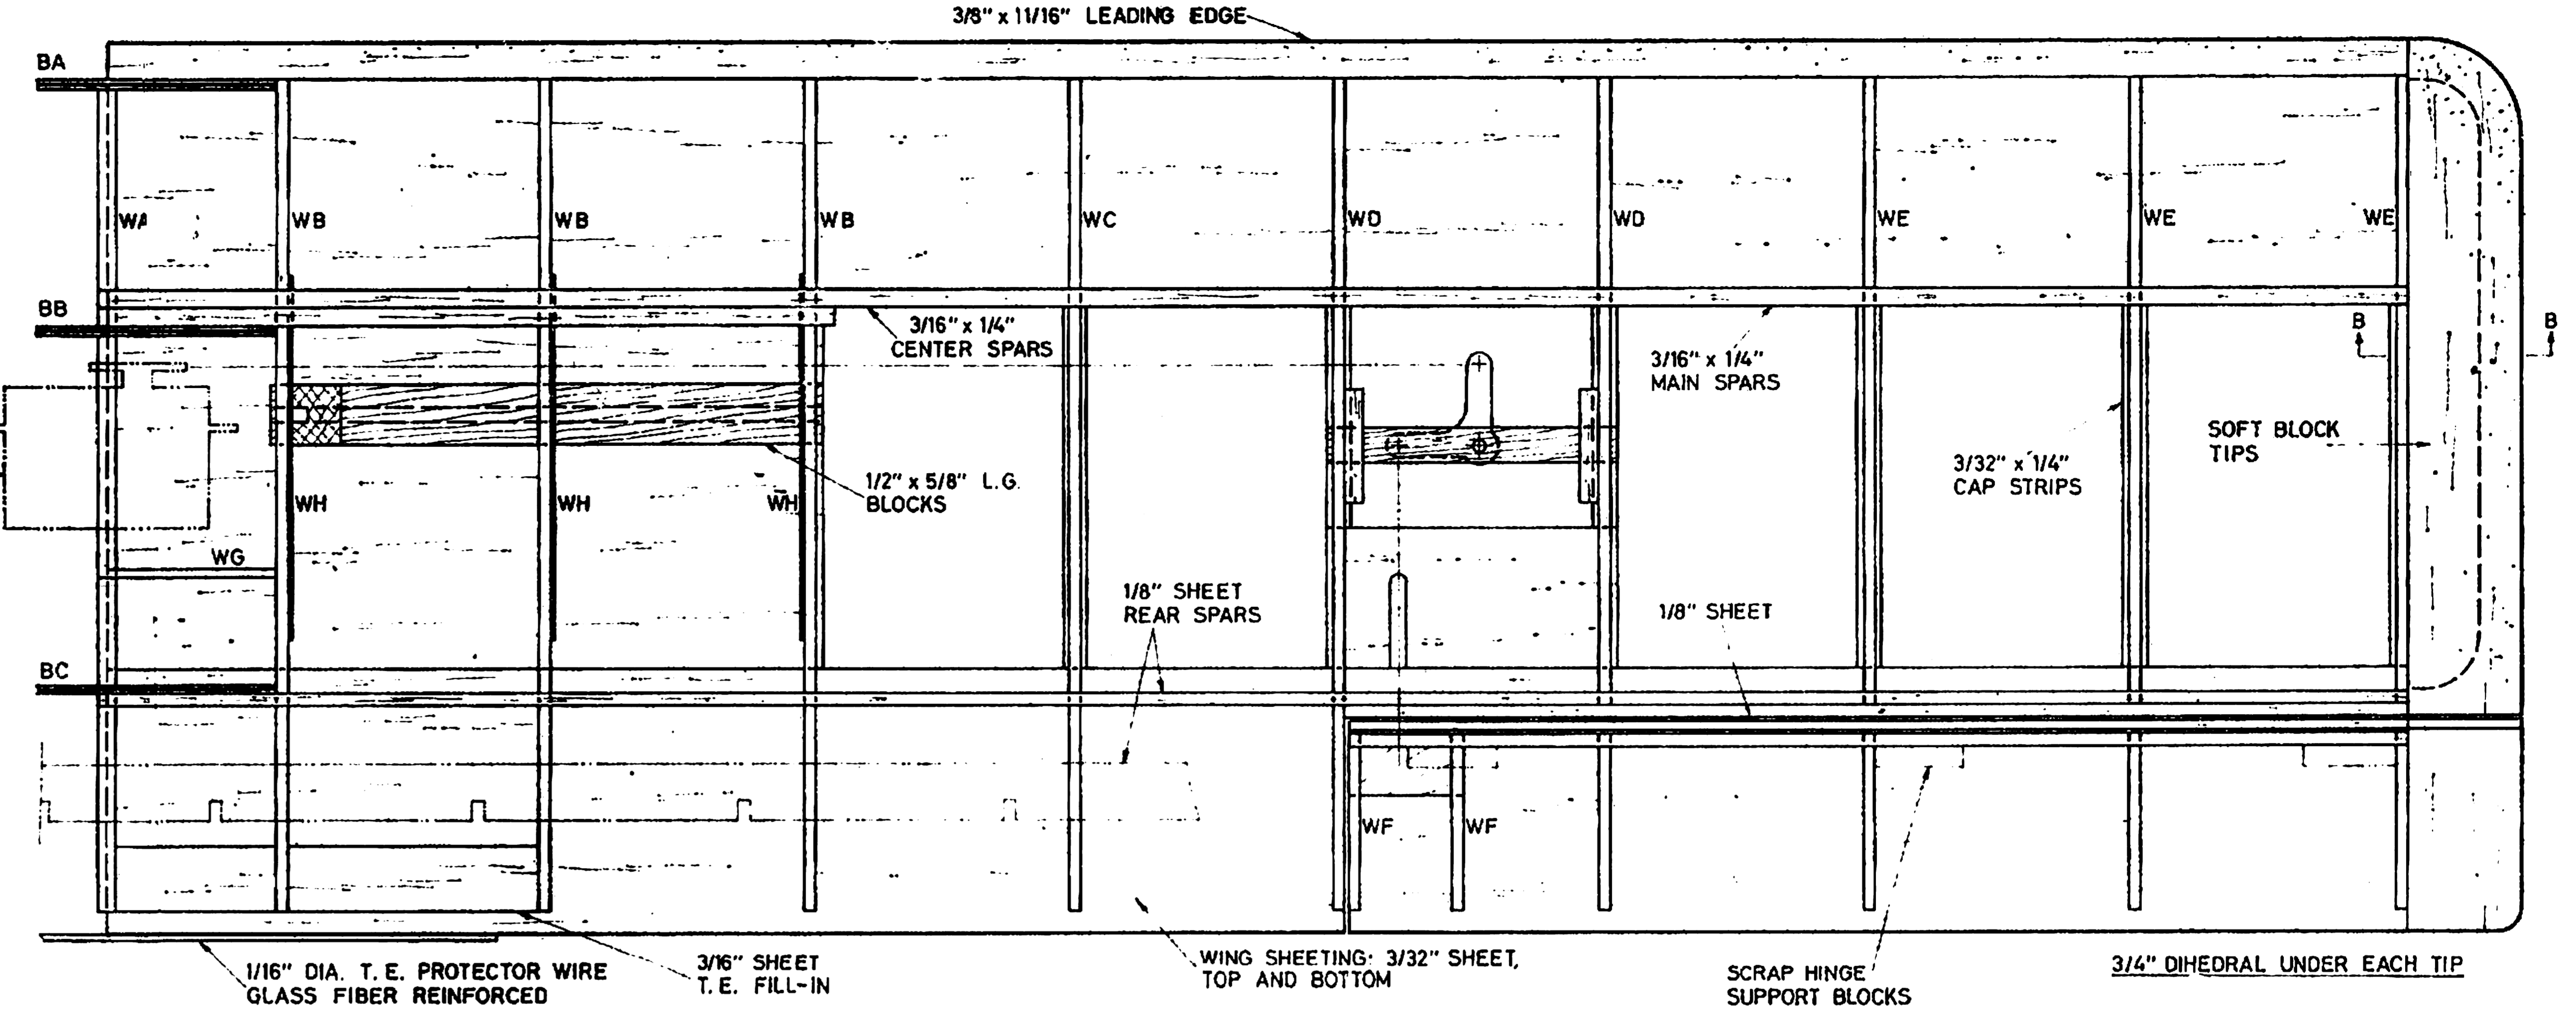 3/8" x 11/16" LEADING EDGE
BA
WA
WB
WB
WB
WC
WD
WD
WE
WE
WE
BB
3/16" x 1/4"
CENTER SPARS
3/16" x 1/4"
MAIN SPARS
B
B
SOFT BLOCK
TIPS
3/32" x 1/4"
CAP STRIPS
1/2" x 5/8" L.G.
BLOCKS
WH
WH
WH
WG
1/8" SHEET
REAR SPARS
1/8" SHEET
BC
WF
WF
1/16" DIA. T. E. PROTECTOR WIRE
GLASS FIBER REINFORCED
3/16" SHEET
T. E. FILL-IN
WING SHEETING: 3/32" SHEET,
TOP AND BOTTOM
SCRAP HINGE
SUPPORT BLOCKS
3/4" DIHEDRAL UNDER EACH TIP